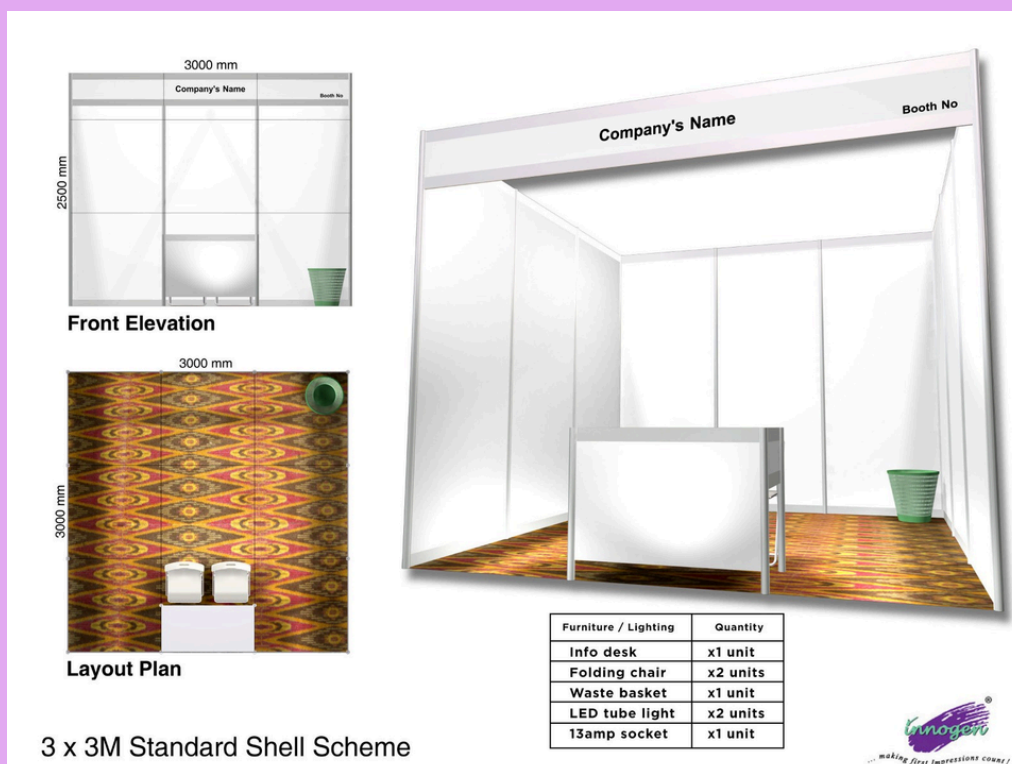 3000 mm
Company's Name
Booth No
2500 mm
Front Elevation
3000 mm
3000 mm
Layout Plan
3 x 3M Standard Shell Scheme
Company's Name
Booth No
Furniture / Lighting Quantity
Info desk x1 unit
Folding chair x2 units
Waste basket x1 unit
LED tube light x2 units
13amp socket x1 unit
innogen®
... making first impressions count!